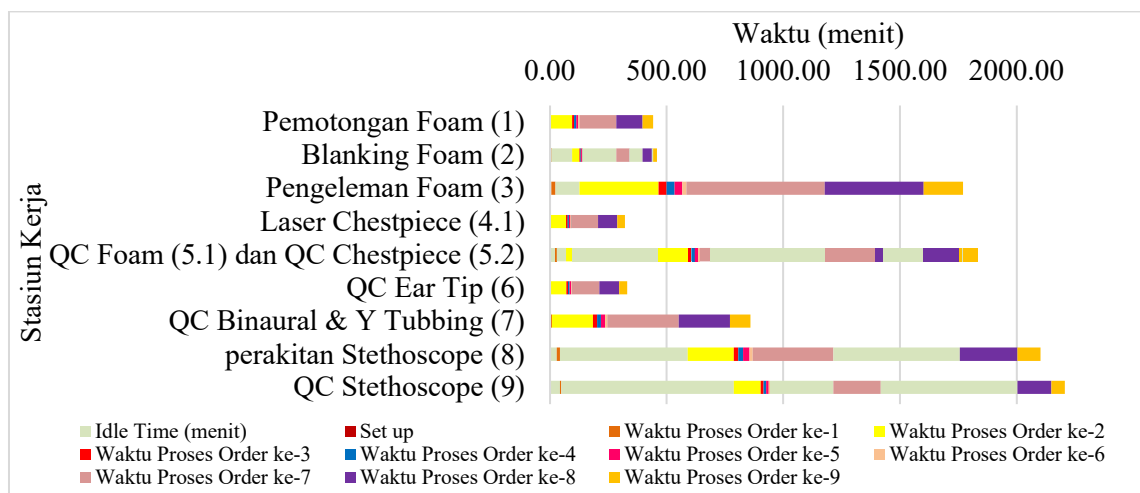 Waktu (menit)
0.00 500.00 1000.00 1500.00 2000.00
Stasiun Kerja
Pemotongan Foam (1)
Blanking Foam (2)
Pengeleman Foam (3)
Laser Chestpiece (4.1)
QC Foam (5.1) dan QC Chestpiece (5.2)
QC Ear Tip (6)
QC Binaural & Y Tubbing (7)
perakitan Stethoscope (8)
QC Stethoscope (9)
Idle Time (menit) Set up Waktu Proses Order ke-1 Waktu Proses Order ke-2
Waktu Proses Order ke-3 Waktu Proses Order ke-4 Waktu Proses Order ke-5 Waktu Proses Order ke-6
Waktu Proses Order ke-7 Waktu Proses Order ke-8 Waktu Proses Order ke-9